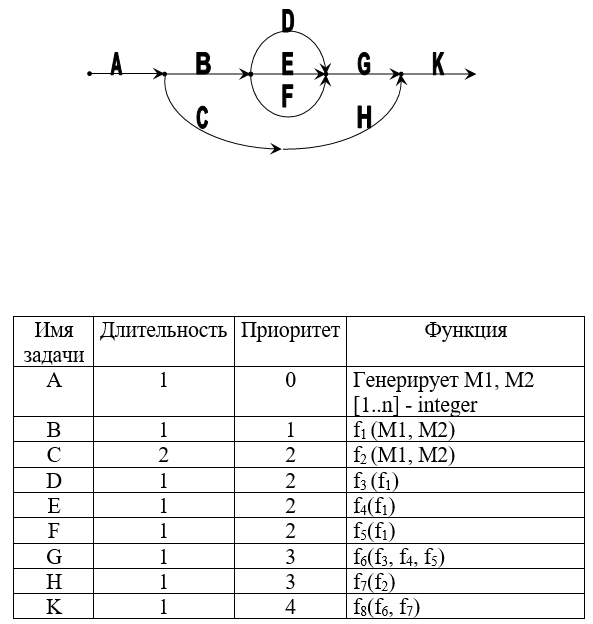 A B D E F G K
C H
Имя задачи Длительность Приоритет Функция
A 1 0 Генерирует M1, M2
[1..n] - integer
B 1 1 f₁ (M1, M2)
C 2 2 f₂ (M1, M2)
D 1 2 f₃ (f₁)
E 1 2 f₄(f₁)
F 1 2 f₅(f₁)
G 1 3 f₆(f₃, f₄, f₅)
H 1 3 f₇(f₂)
K 1 4 f₈(f₆, f₇)